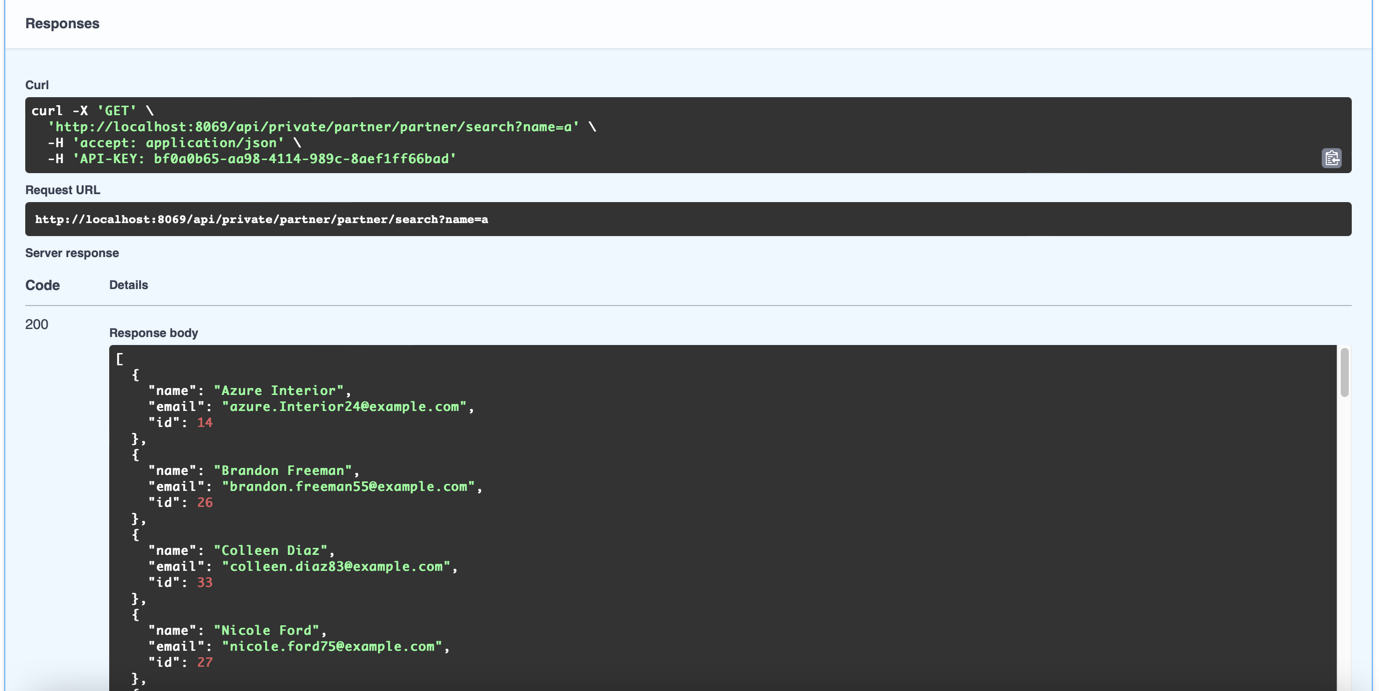 Responses
Curl
curl -X 'GET' \
  'http://localhost:8069/api/private/partner/partner/search?name=a' \
  -H 'accept: application/json' \
  -H 'API-KEY: bf0a0b65-aa98-4114-989c-8aef1ff66bad'
Request URL
http://localhost:8069/api/private/partner/partner/search?name=a
Server response
Code Details
200
Response body
[
  {
    "name": "Azure Interior",
    "email": "azure.Interior24@example.com",
    "id": 14
  },
  {
    "name": "Brandon Freeman",
    "email": "brandon.freeman55@example.com",
    "id": 26
  },
  {
    "name": "Colleen Diaz",
    "email": "colleen.diaz83@example.com",
    "id": 33
  },
  {
    "name": "Nicole Ford",
    "email": "nicole.ford75@example.com",
    "id": 27
  },